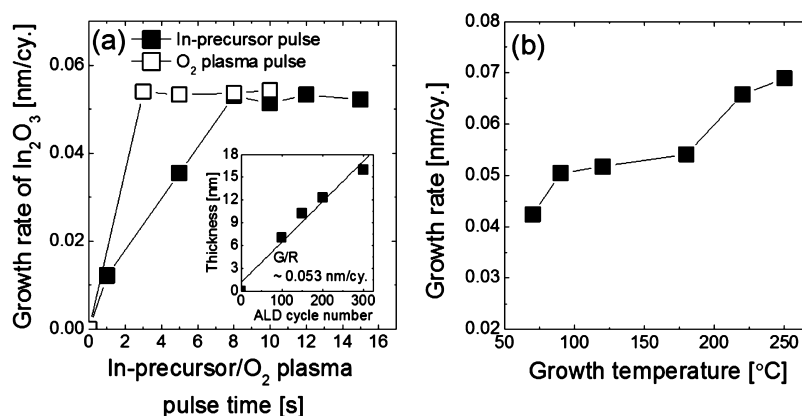 (a)
In-precursor pulse
O2 plasma pulse
Growth rate of In2O3 [nm/cy.]
0.06
0.04
0.02
0.00
0 2 4 6 8 10 12 14 16
In-precursor/O2 plasma
pulse time [s]
Thickness [nm]
18
15
12
9
6
3
0
G/R
~ 0.053 nm/cy.
100 200 300
ALD cycle number
(b)
Growth rate [nm/cy.]
0.08
0.07
0.06
0.05
0.04
0.03
0.02
50 100 150 200 250
Growth temperature [°C]